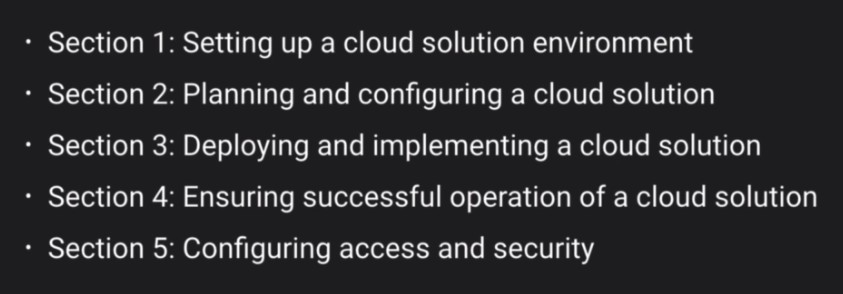 • Section 1: Setting up a cloud solution environment
• Section 2: Planning and configuring a cloud solution
• Section 3: Deploying and implementing a cloud solution
• Section 4: Ensuring successful operation of a cloud solution
• Section 5: Configuring access and security